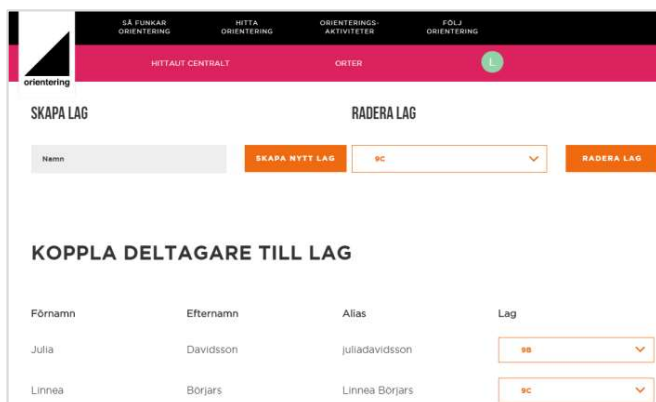 SÅ FUNKAR ORIENTERING
HITTA ORIENTERING
ORIENTERINGS-AKTIVITETER
FÖLJ ORIENTERING
HITTAUT CENTRALT ORTER L
orientering
SKAPA LAG RADERA LAG
Namn SKAPA NYTT LAG 9C RADERA LAG
KOPPLA DELTAGARE TILL LAG
Förnamn Efternamn Alias Lag
Julia Davidsson juliadavidsson 9B
Linnea Börjars Linnea Börjars 9C